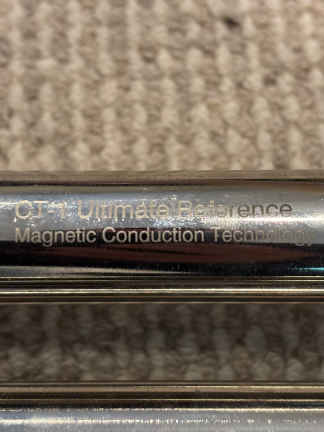 CT-1 Ultimate Reference
Magnetic Conduction Technology